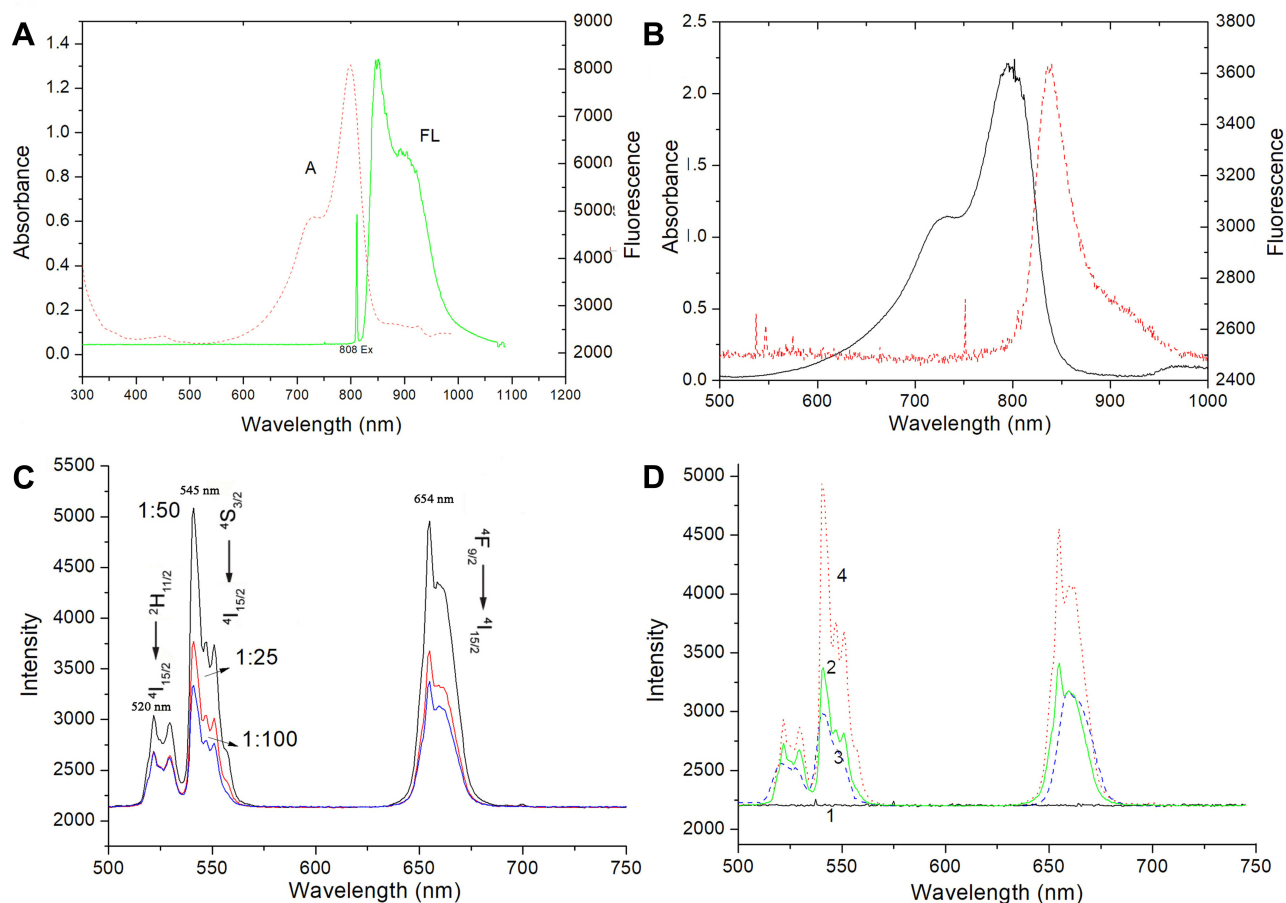 A
1.4
1.2
1.0
0.8
0.6
0.4
0.2
0.0
Absorbance
9000
8000
7000
6000
5000
4000
3000
2000
Fluorescence
A
FL
808 Ex
300 400 500 600 700 800 900 1000 1100 1200
Wavelength (nm)
B
2.5
2.0
1.5
1.0
0.5
0.0
Absorbance
3800
3600
3400
3200
3000
2800
2600
2400
Fluorescence
500 600 700 800 900 1000
Wavelength (nm)
C
5500
5000
4500
4000
3500
3000
2500
2000
Intensity
545 nm
654 nm
1:50
⁴S₃/₂
⁴I₁₅/₂
⁴F₉/₂
⁴I₁₅/₂
²H₁₁/₂
⁴I₁₅/₂
1:25
520 nm
1:100
500 550 600 650 700 750
Wavelength (nm)
D
5000
4500
4000
3500
3000
2500
2000
Intensity
4
2
3
1
500 550 600 650 700 750
Wavelength (nm)